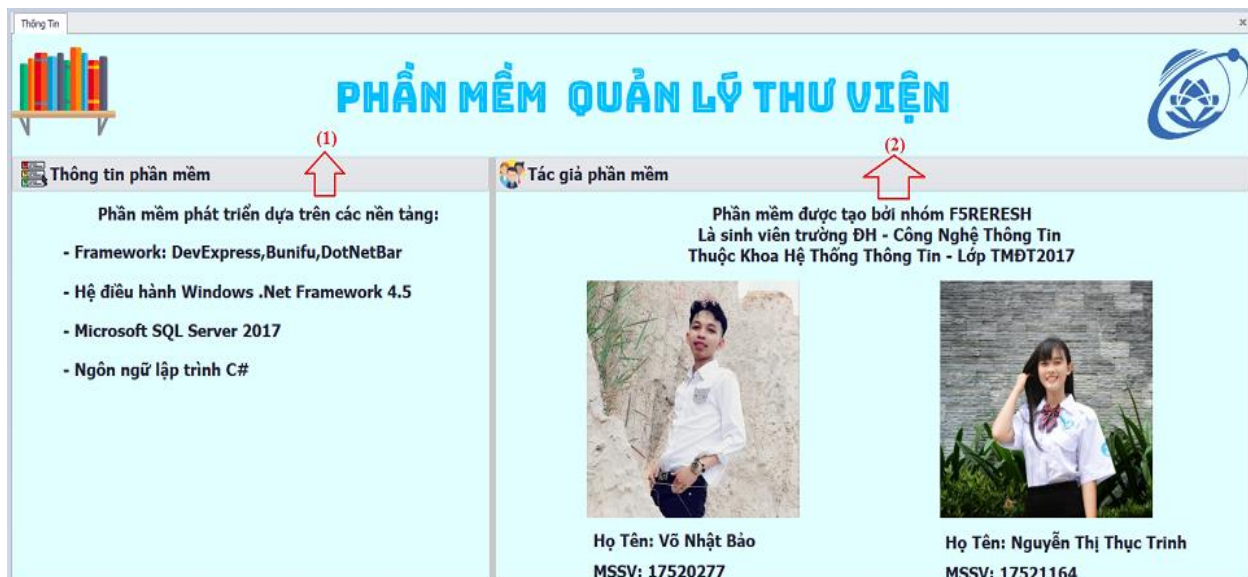 Thông Tin
PHẦN MỀM QUẢN LÝ THƯ VIỆN
(1)
(2)
Thông tin phần mềm
Phần mềm phát triển dựa trên các nền tảng:
- Framework: DevExpress,Bunifu,DotNetBar
- Hệ điều hành Windows .Net Framework 4.5
- Microsoft SQL Server 2017
- Ngôn ngữ lập trình C#
Tác giả phần mềm
Phần mềm được tạo bởi nhóm F5RERESH
Là sinh viên trường ĐH - Công Nghệ Thông Tin
Thuộc Khoa Hệ Thống Thông Tin - Lớp TMĐT2017
Họ Tên: Võ Nhật Bảo
MSSV: 17520277
Họ Tên: Nguyễn Thị Thục Trinh
MSSV: 17521164